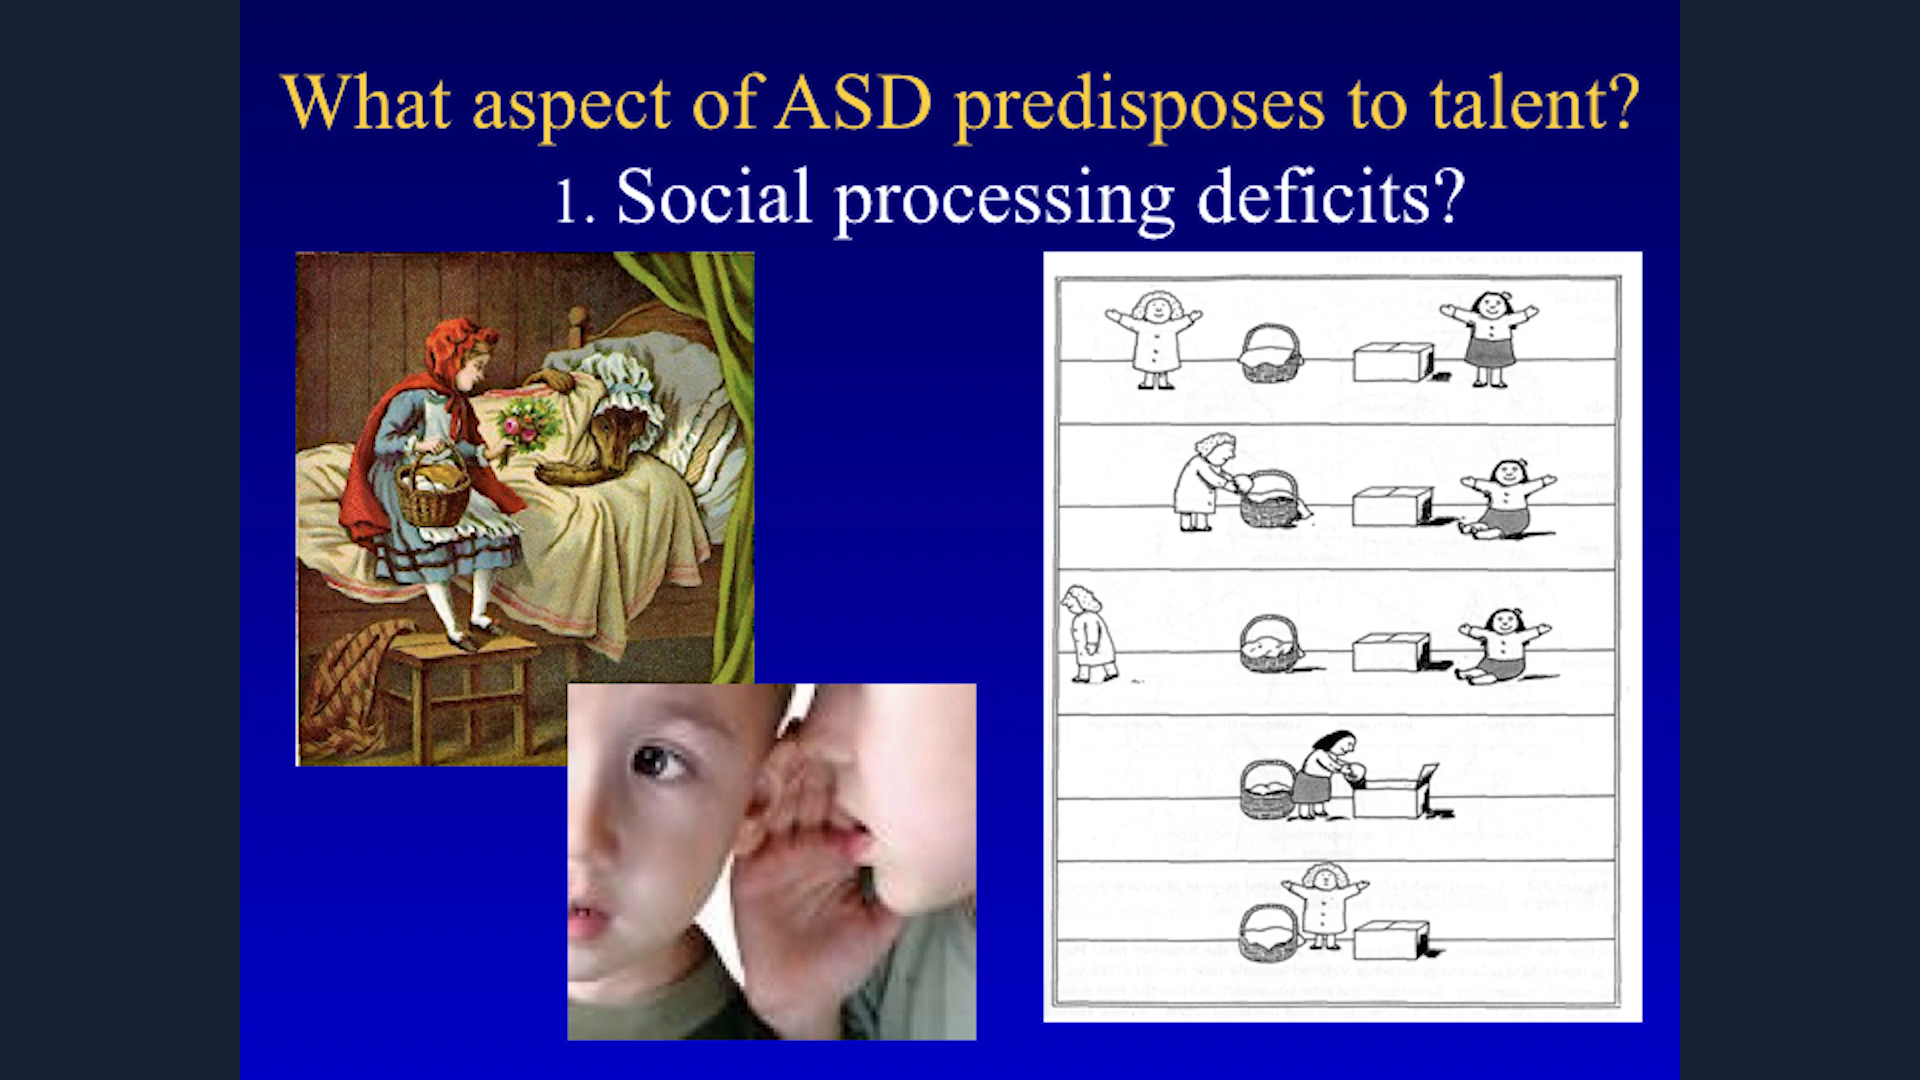 What aspect of ASD predisposes to talent?
1. Social processing deficits?